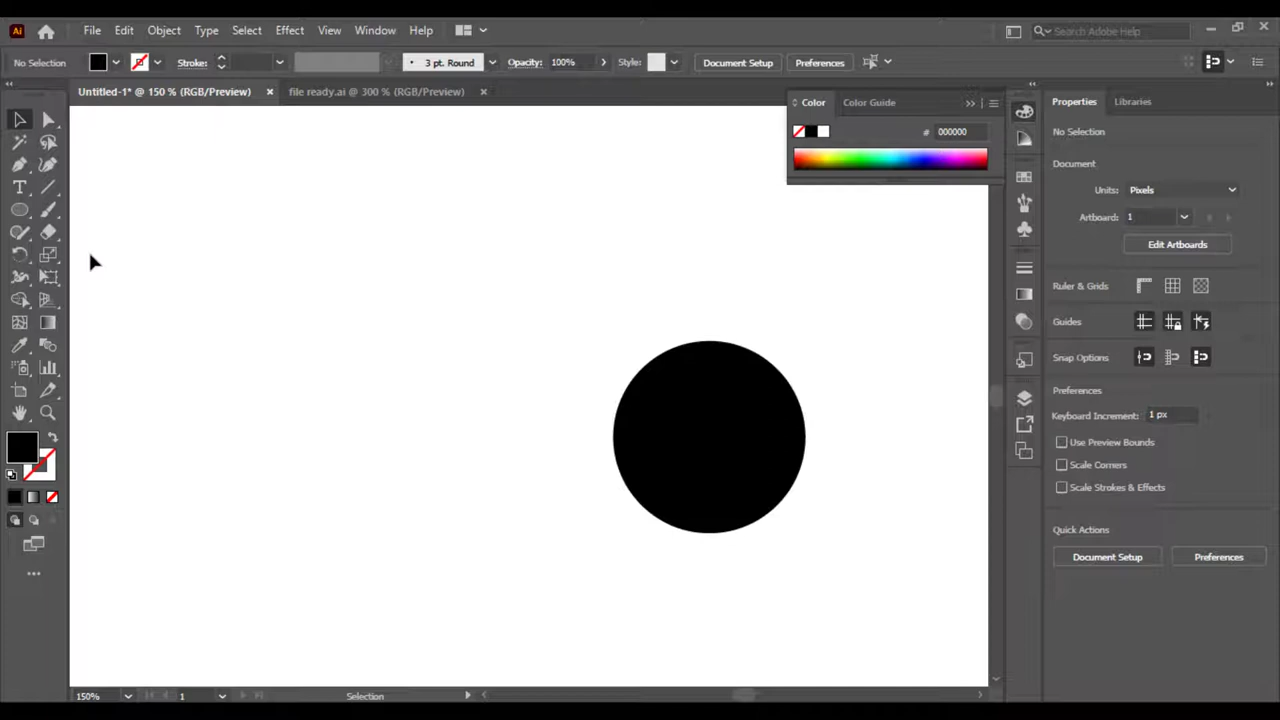 Ai File Edit Object Type Select Effect View Window Help Search Adobe Help
No Selection Stroke: 3 pt. Round Opacity: 100% Style: Document Setup Preferences
Untitled-1* @ 150 % (RGB/Preview) file ready.ai @ 300 % (RGB/Preview)
Color Color Guide
# 000000
Properties Libraries
No Selection
Document
Units: Pixels
Artboard: 1
Edit Artboards
Ruler & Grids
Guides
Snap Options
Preferences
Keyboard Increment: 1 px
Use Preview Bounds
Scale Corners
Scale Strokes & Effects
Quick Actions
Document Setup Preferences
150% 1 Selection